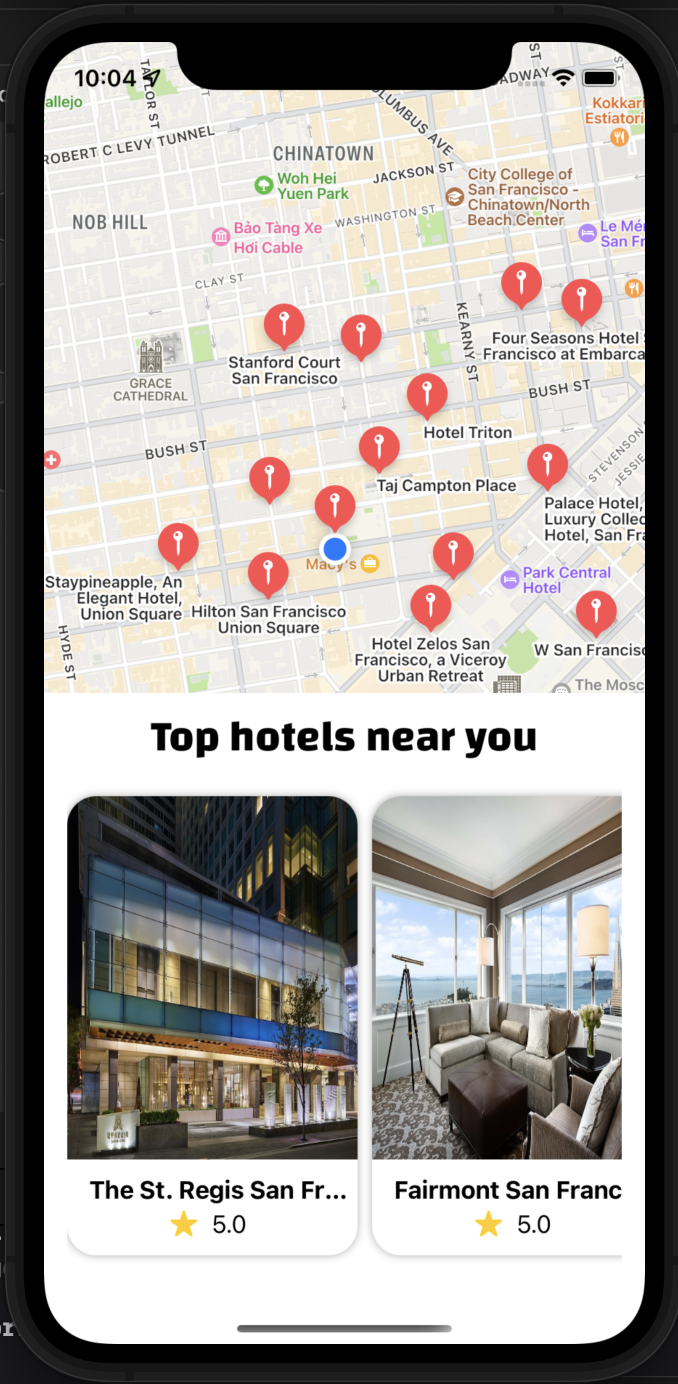 10:04
TAYLOR ST
ST
ADWAY
allejo
OLUMBUS AVE
Kokkari
Estiatori
ROBERT C LEVY TUNNEL
CHINATOWN
JACKSON ST
Woh Hei
Yuen Park
City College of
San Francisco -
Chinatown/North
Beach Center
NOB HILL
WASHINGTON ST
Bảo Tàng Xe
Hơi Cable
Le Mér
San Fr
CLAY ST
KEARNY ST
Four Seasons Hotel S
Francisco at Embarca
Stanford Court
San Francisco
GRACE
CATHEDRAL
BUSH ST
Hotel Triton
BUSH ST
STEVENSON
JESSIE
Taj Campton Place
Palace Hotel,
Luxury Collec
Hotel, San Fra
Macy's
Staypineapple, An
Elegant Hotel,
Union Square
Hilton San Francisco
Union Square
Park Central
Hotel
HYDE ST
Hotel Zelos San
Francisco, a Viceroy
Urban Retreat
W San Francisc
The Mosc
Top hotels near you
The St. Regis San Fr...
5.0
Fairmont San Franc
5.0